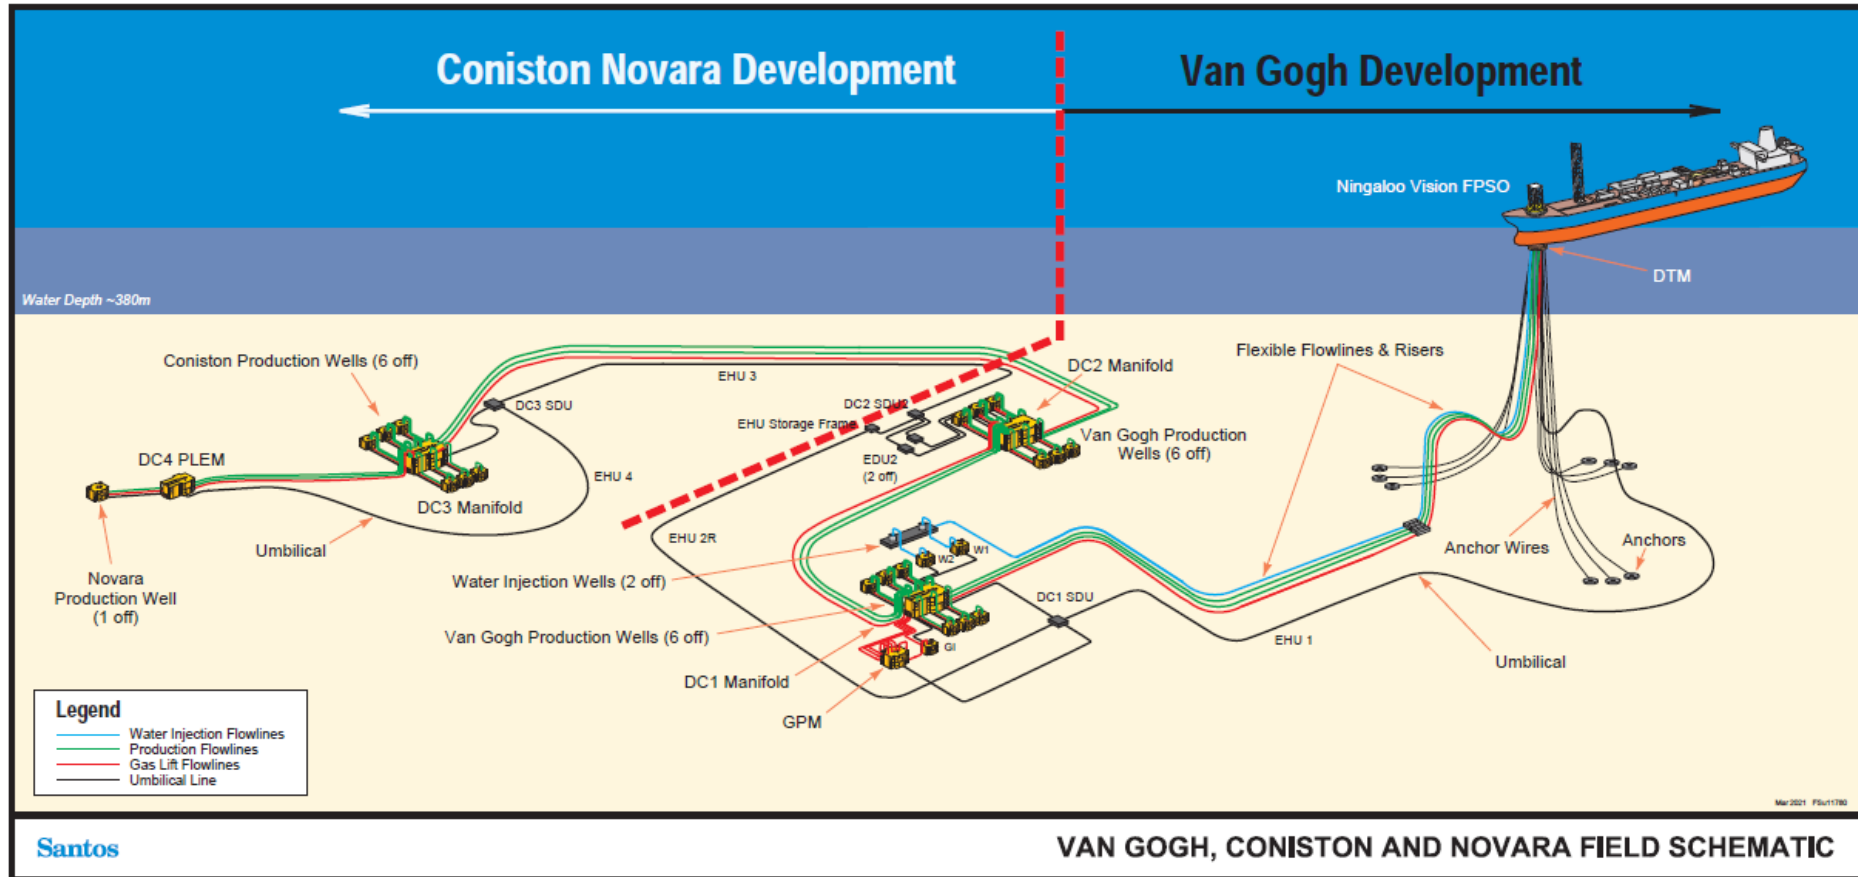 Coniston Novara Development
Van Gogh Development
Ningaloo Vision FPSO
DTM
Water Depth ~380m
Coniston Production Wells (6 off)
Flexible Flowlines & Risers
DC2 Manifold
EHU 3
DC3 SDU
DC2 SDU2
EHU Storage Frame
Van Gogh Production
Wells (6 off)
DC4 PLEM
EDU2
(2 off)
EHU 4
DC3 Manifold
Umbilical
EHU 2R
W1
W2
Anchor Wires
Anchors
Novara
Production Well
(1 off)
Water Injection Wells (2 off)
DC1 SDU
Van Gogh Production Wells (6 off)
GI
EHU 1
Umbilical
DC1 Manifold
GPM
Legend
Water Injection Flowlines
Production Flowlines
Gas Lift Flowlines
Umbilical Line
Mar 2021 FSu11780
Santos
VAN GOGH, CONISTON AND NOVARA FIELD SCHEMATIC